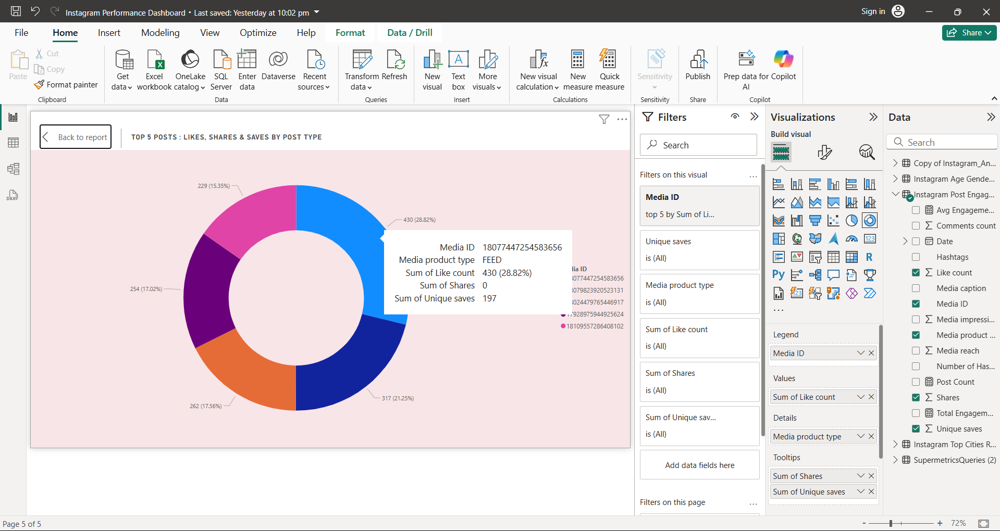 Instagram Performance Dashboard • Last saved: Yesterday at 10:02 pm
Sign in
File Home Insert Modeling View Optimize Help Format Data / Drill
Share
Paste
Cut
Copy
Format painter
Clipboard
Get data
Excel workbook
OneLake catalog
SQL Server
Enter data
Dataverse
Recent sources
Data
Transform data
Refresh
Queries
New visual
Text box
More visuals
Insert
New visual calculation
New measure
Quick measure
Calculations
Sensitivity
Sensitivity
Publish
Share
Prep data for AI
Copilot
Copilot
Back to report
TOP 5 POSTS : LIKES, SHARES & SAVES BY POST TYPE
229 (15.35%)
430 (28.82%)
254 (17.02%)
262 (17.56%)
317 (21.25%)
Media ID 18077447254583656
Media product type FEED
Sum of Like count 430 (28.82%)
Sum of Shares 0
Sum of Unique saves 197
dia ID
8077447254583656
8079823920523131
8024479765446917
17928975944925624
18109557286408102
Filters
Search
Filters on this visual ...
Media ID
top 5 by Sum of Li...
Unique saves
is (All)
Media product type
is (All)
Sum of Like count
is (All)
Sum of Shares
is (All)
Sum of Unique sav...
is (All)
Add data fields here
Filters on this page ...
Visualizations
Build visual
123
R
Py
123
...
Legend
Media ID
Values
Sum of Like count
Details
Media product type
Tooltips
Sum of Shares
Sum of Unique saves
Data
Search
Copy of Instagram_An...
Instagram Age Gende...
Instagram Post Engag...
Avg Engageme...
Comments count
Date
Hashtags
Like count
Media caption
Media ID
Media impressi...
Media product ...
Media reach
Number of Has...
Post Count
Shares
Total Engagem...
Unique saves
Instagram Top Cities R...
SupermetricsQueries (2)
Page 5 of 5
- + 72%